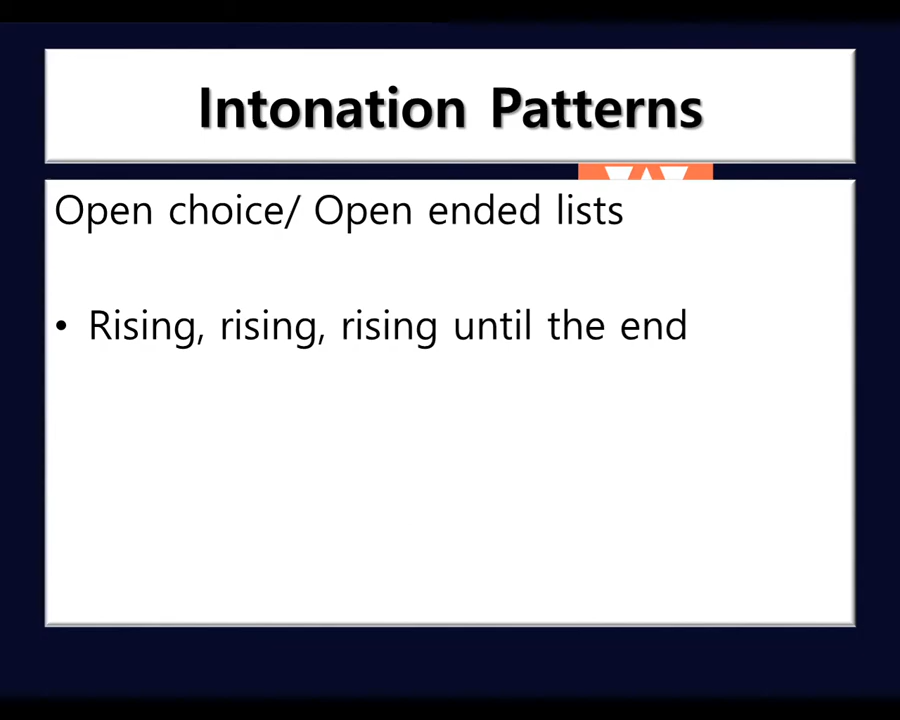 Intonation Patterns
Open choice/ Open ended lists
• Rising, rising, rising until the end